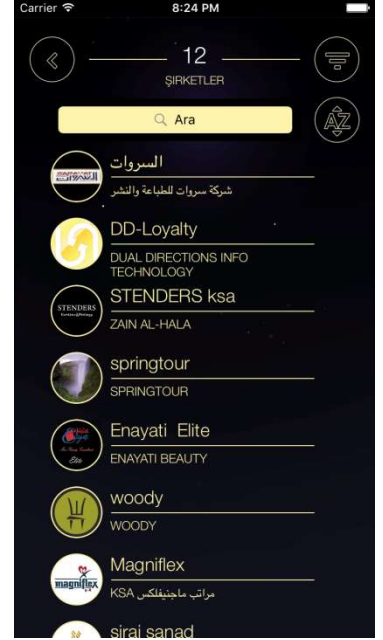 Carrier 8:24 PM
12
ŞIRKETLER
Ara
AZ
السروات
شركة سروات للطباعة والنشر
DD-Loyalty
DUAL DIRECTIONS INFO
TECHNOLOGY
STENDERS ksa
STENDERS
ZAIN AL-HALA
springtour
SPRINGTOUR
Enayati Elite
Elite
ENAYATI BEAUTY
woody
WOODY
Magniflex
magniflex
مراتب ماجنيفلكس KSA
siraj sanad